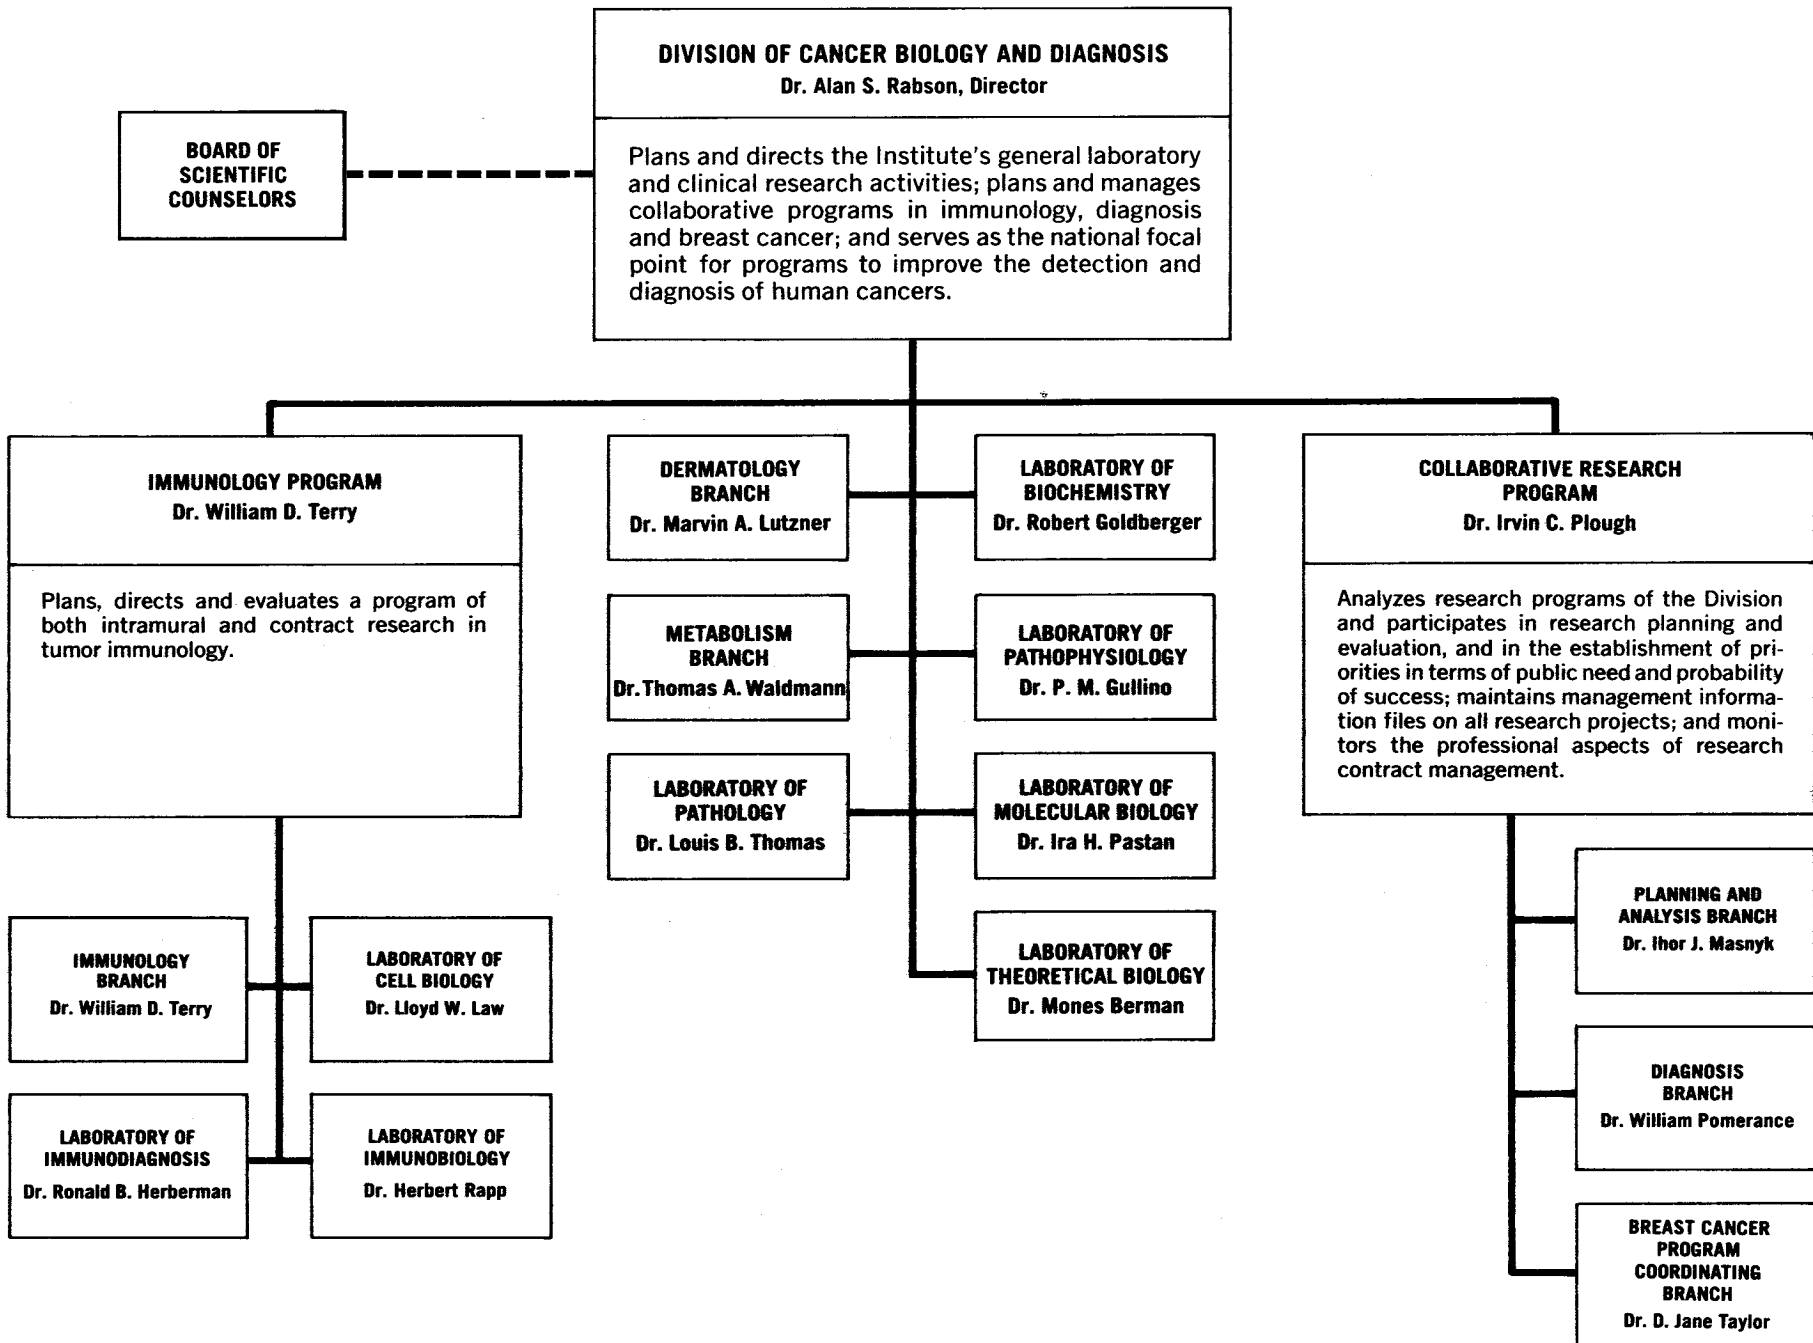 DIVISION OF CANCER BIOLOGY AND DIAGNOSIS
Dr. Alan S. Rabson, Director
Plans and directs the Institute's general laboratory
and clinical research activities; plans and manages
collaborative programs in immunology, diagnosis
and breast cancer; and serves as the national focal
point for programs to improve the detection and
diagnosis of human cancers.
BOARD OF
SCIENTIFIC
COUNSELORS
IMMUNOLOGY PROGRAM
Dr. William D. Terry
Plans, directs and evaluates a program of
both intramural and contract research in
tumor immunology.
IMMUNOLOGY
BRANCH
Dr. William D. Terry
LABORATORY OF
CELL BIOLOGY
Dr. Lloyd W. Law
LABORATORY OF
IMMUNODIAGNOSIS
Dr. Ronald B. Herberman
LABORATORY OF
IMMUNOBIOLOGY
Dr. Herbert Rapp
DERMATOLOGY
BRANCH
Dr. Marvin A. Lutzner
LABORATORY OF
BIOCHEMISTRY
Dr. Robert Goldberger
METABOLISM
BRANCH
Dr. Thomas A. Waldmann
LABORATORY OF
PATHOPHYSIOLOGY
Dr. P. M. Gullino
LABORATORY OF
PATHOLOGY
Dr. Louis B. Thomas
LABORATORY OF
MOLECULAR BIOLOGY
Dr. Ira H. Pastan
LABORATORY OF
THEORETICAL BIOLOGY
Dr. Mones Berman
COLLABORATIVE RESEARCH
PROGRAM
Dr. Irvin C. Plough
Analyzes research programs of the Division
and participates in research planning and
evaluation, and in the establishment of pri-
orities in terms of public need and probability
of success; maintains management informa-
tion files on all research projects; and moni-
tors the professional aspects of research
contract management.
PLANNING AND
ANALYSIS BRANCH
Dr. Ihor J. Masnyk
DIAGNOSIS
BRANCH
Dr. William Pomerance
BREAST CANCER
PROGRAM
COORDINATING
BRANCH
Dr. D. Jane Taylor